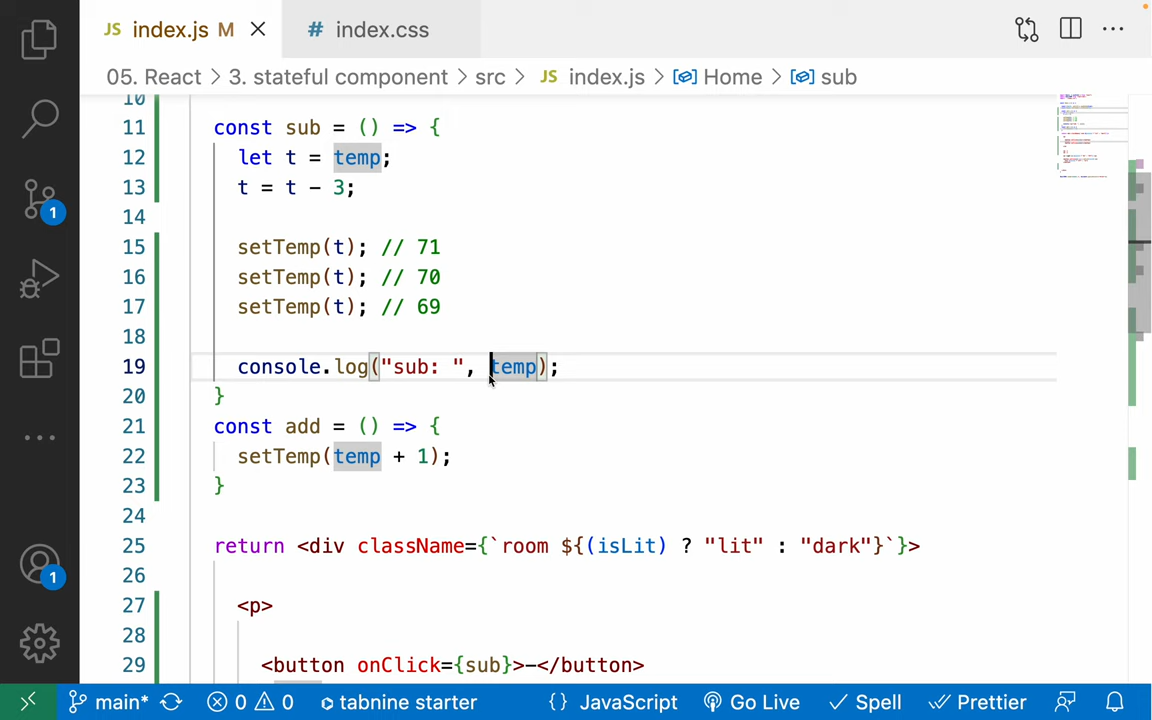 JS index.js M
# index.css
05. React > 3. stateful component > src > JS index.js > Home > sub
10
11 const sub = () => {
12 let t = temp;
13 t = t - 3;
14
15 setTemp(t); // 71
16 setTemp(t); // 70
17 setTemp(t); // 69
18
19 console.log("sub: ", temp);
20 }
21 const add = () => {
22 setTemp(temp + 1);
23 }
24
25 return <div className={`room ${(isLit) ? "lit" : "dark"}`}>
26
27 <p>
28
29 <button onClick={sub}>-</button>
1
1
main* 0 0 tabnine starter {} JavaScript Go Live Spell Prettier